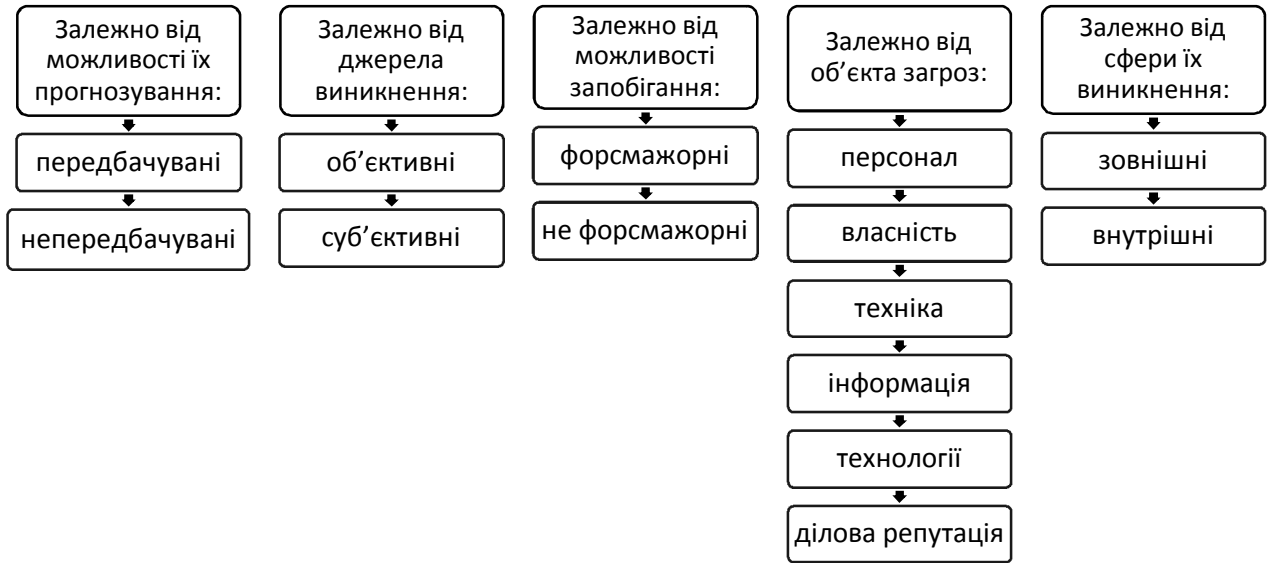 Залежно від
можливості їх
прогнозування:
передбачувані
непередбачувані
Залежно від
джерела
виникнення:
об’єктивні
суб’єктивні
Залежно від
можливості
запобігання:
форсмажорні
не форсмажорні
Залежно від
об’єкта загроз:
персонал
власність
техніка
інформація
технології
ділова репутація
Залежно від
сфери їх
виникнення:
зовнішні
внутрішні